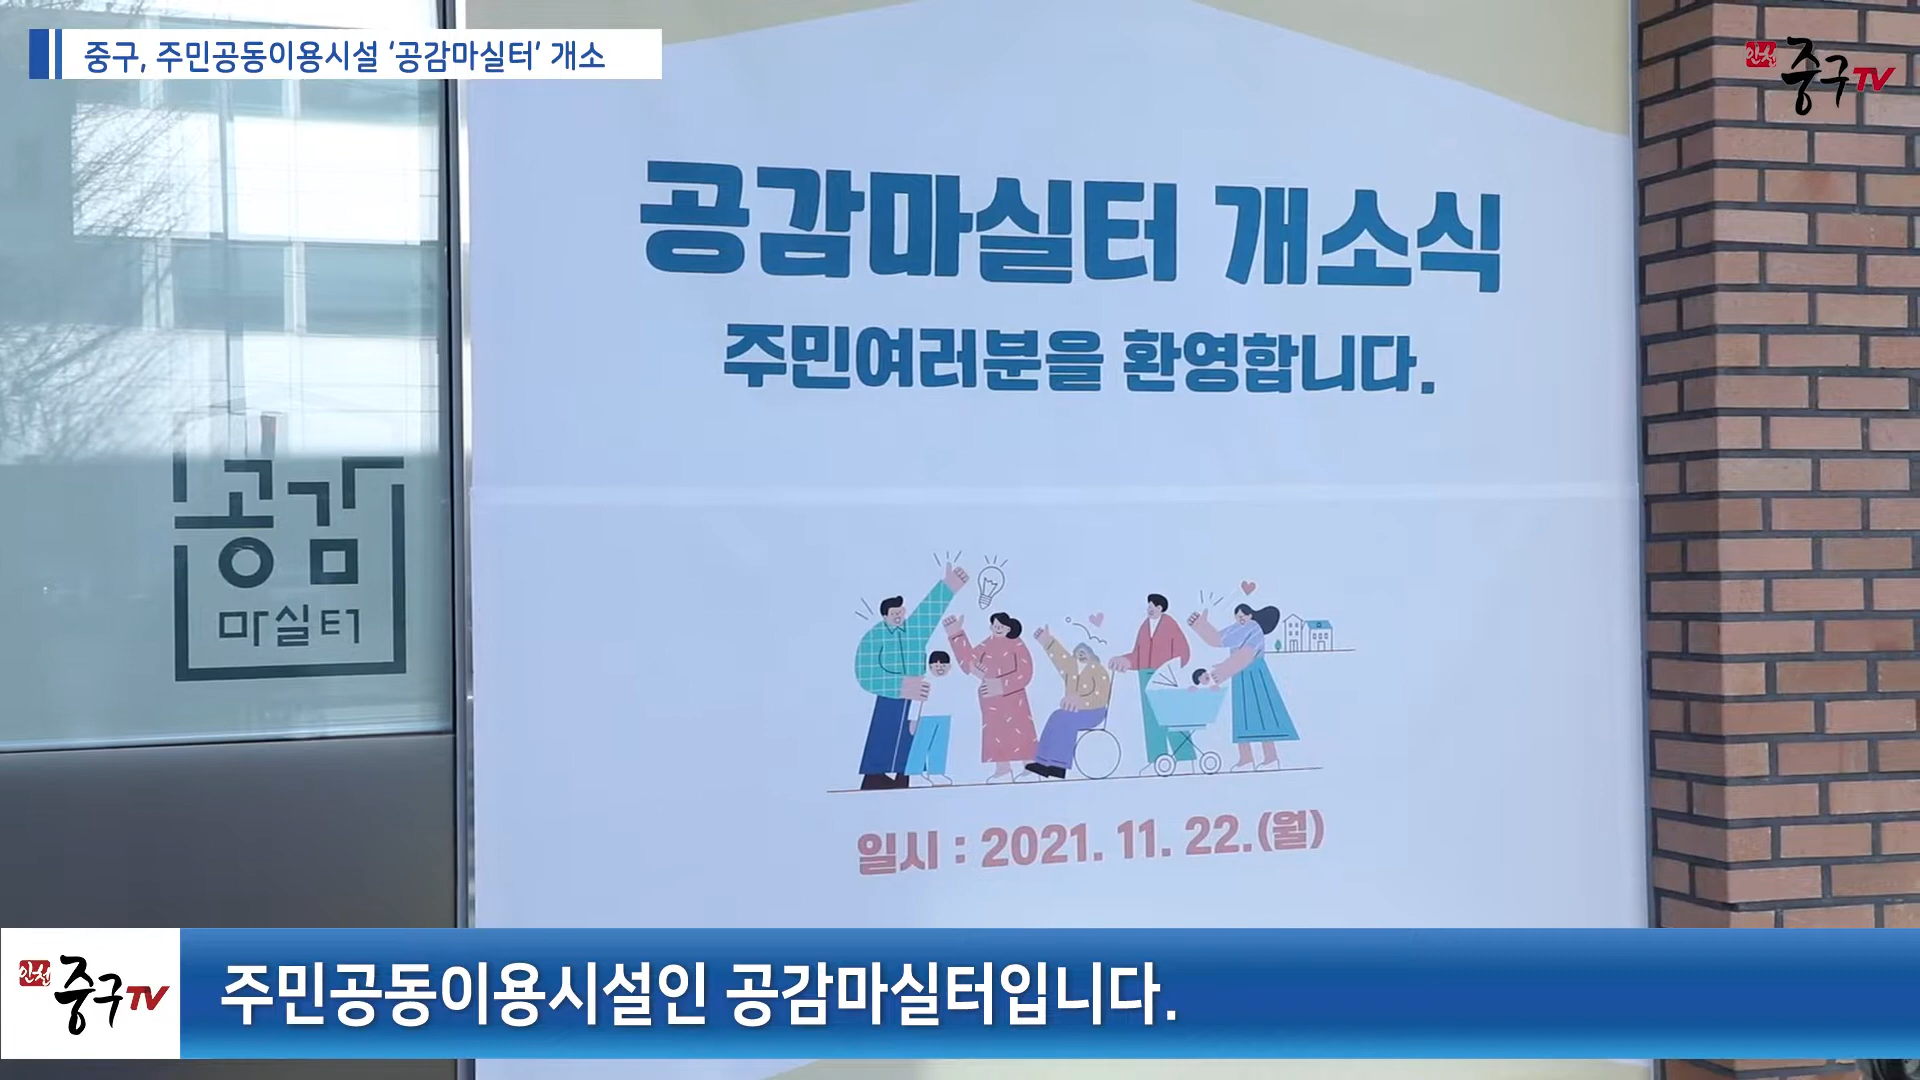 중구, 주민공동이용시설 ‘공감마실터’ 개소
인천 중구TV
공감마실터 개소식
주민여러분을 환영합니다.
공감
마실터
일시 : 2021. 11. 22.(월)
인천 중구TV
주민공동이용시설인 공감마실터입니다.